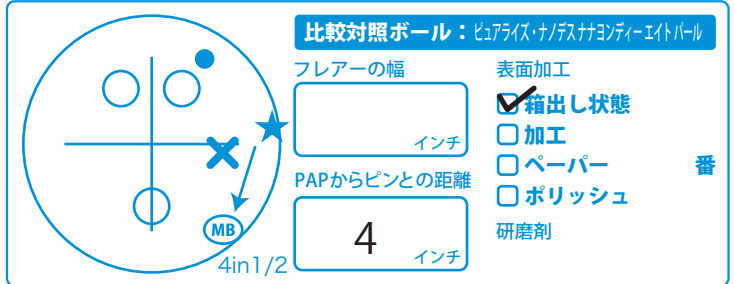 比較対照ボール：ピュアライズ・ナノデスナナヨンディーエイトパール
フレアーの幅
インチ
PAPからピンとの距離
4
インチ
表面加工
箱出し状態
加工
ペーパー 番
ポリッシュ
研磨剤
MB
4in1/2